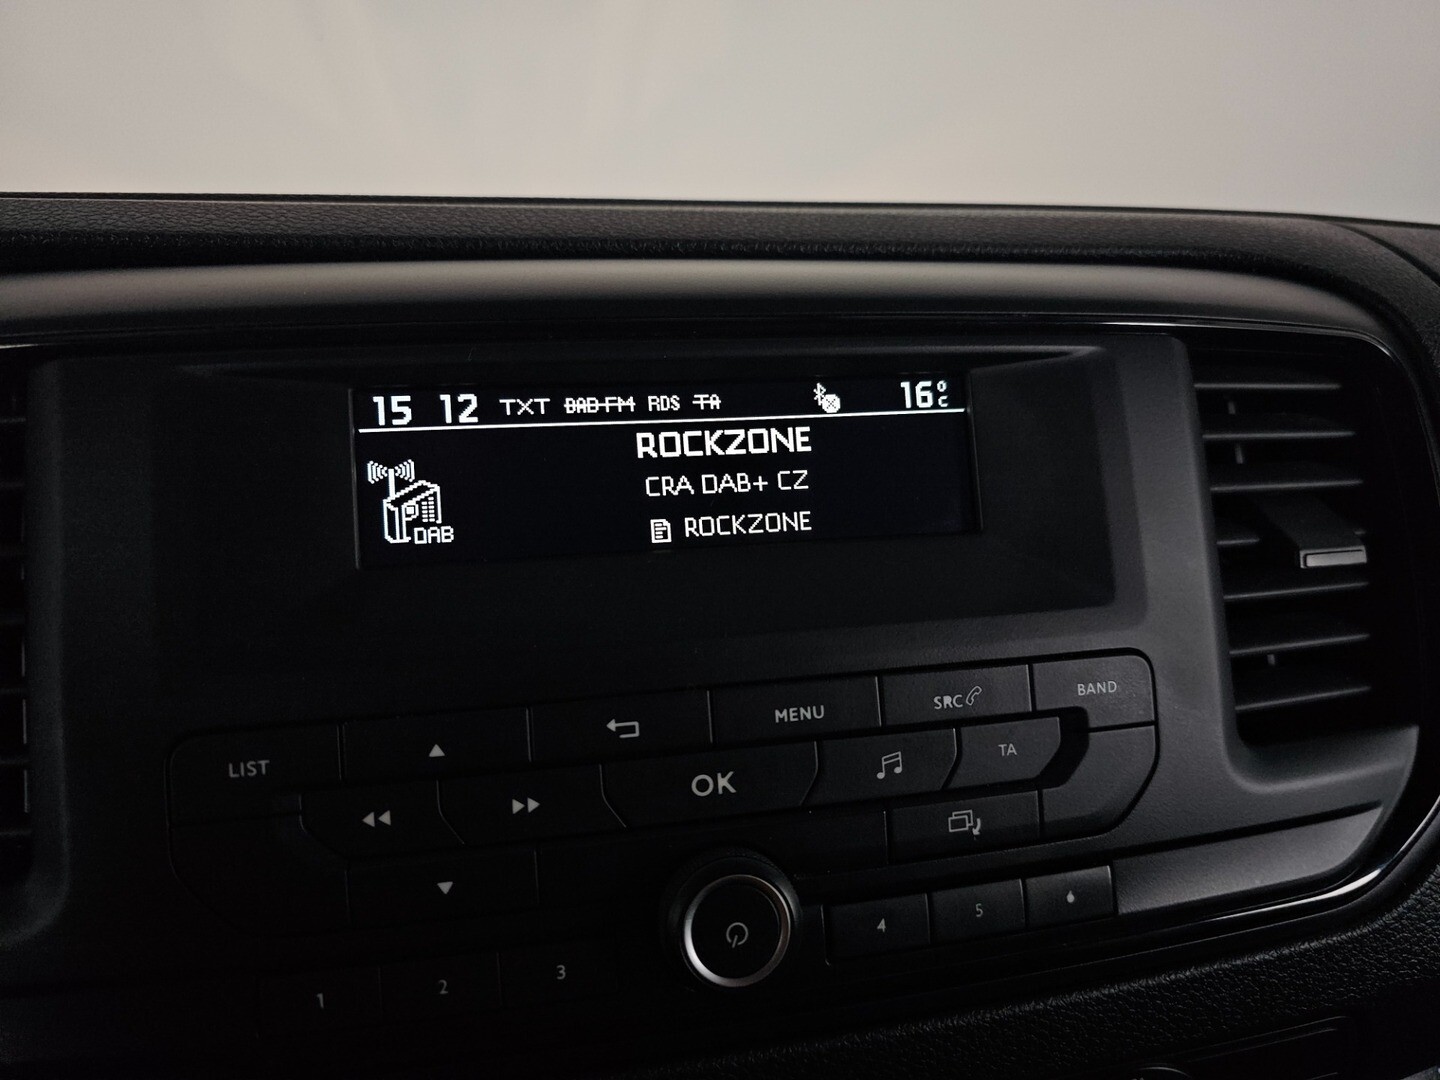 15 12 TXT DAB-FM RDS TA 16°C
ROCKZONE
CRA DAB+ CZ
ROCKZONE
DAB
LIST
MENU
SRC
BAND
OK
TA
1
2
3
4
5